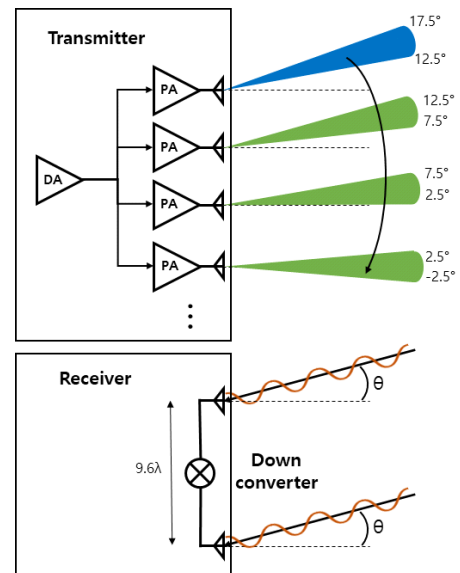 Transmitter
17.5°
12.5°
PA
12.5°
7.5°
PA
DA
7.5°
2.5°
PA
2.5°
-2.5°
PA
Receiver
θ
9.6λ
Down
converter
θ